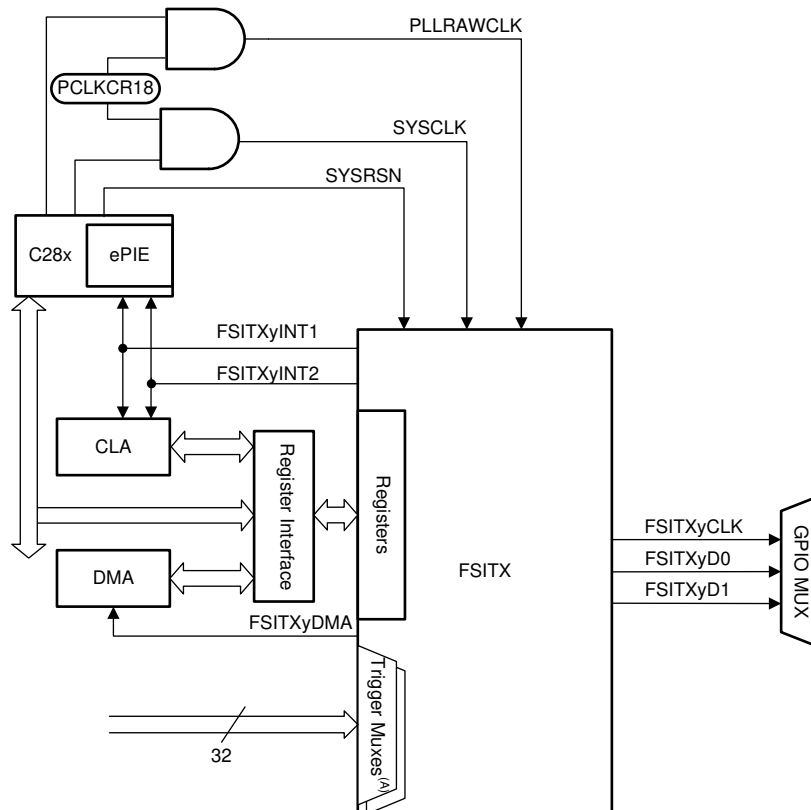 PLLRAWCLK
PCLKCR18
SYSCLK
SYSRSN
C28x
ePIE
FSITXyINT1
FSITXyINT2
CLA
Register Interface
Registers
FSITX
FSITXyCLK
FSITXyD0
FSITXyD1
GPIO MUX
DMA
FSITXyDMA
Trigger Muxes(A)
32